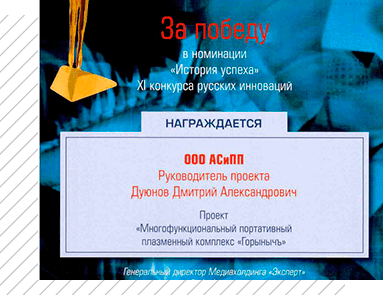 За победу
в номинации
«История успеха»
XI конкурса русских инноваций
НАГРАЖДАЕТСЯ
ООО АСиПП
Руководитель проекта
Дуюнов Дмитрий Александрович
Проект
«Многофункциональный портативный
плазменный комплекс «Горынычъ»
Генеральный директор Медиахолдинга «Эксперт»